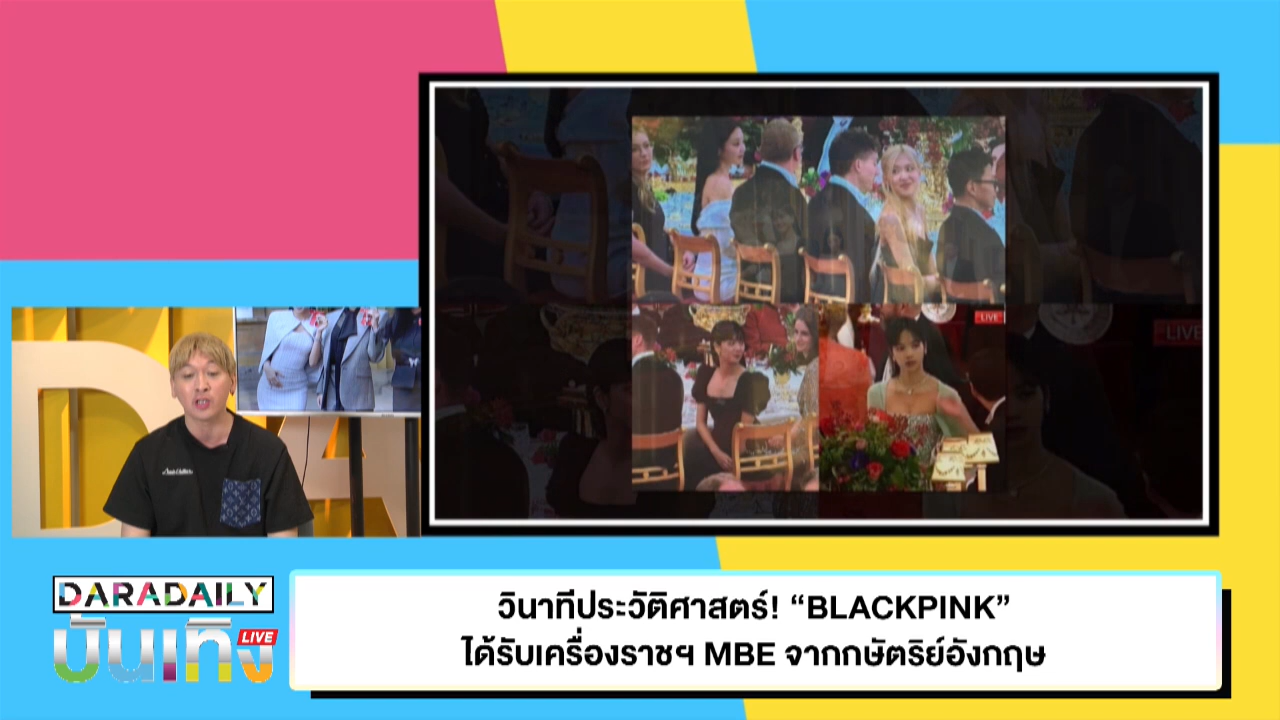 LIVE
LIVE
DARADAILY
บันเทิง LIVE
วินาทีประวัติศาสตร์! “BLACKPINK”
ได้รับเครื่องราชฯ MBE จากกษัตริย์อังกฤษ